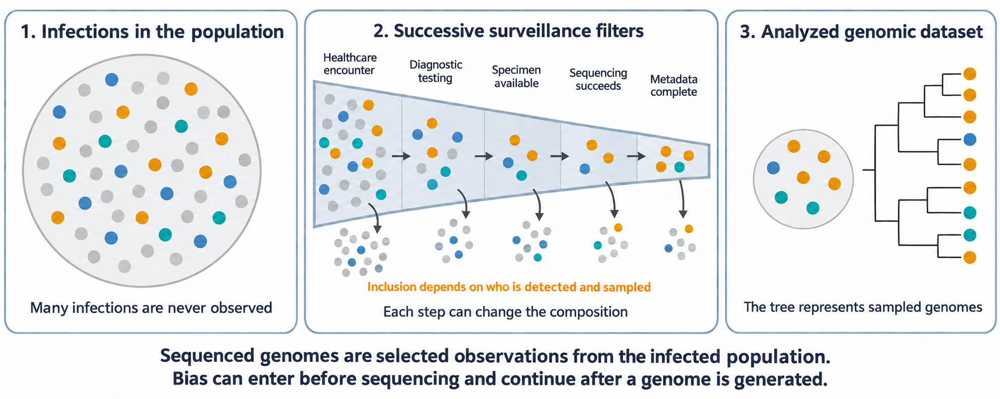 1. Infections in the population
Many infections are never observed
2. Successive surveillance filters
Healthcare
encounter
Diagnostic
testing
Specimen
available
Sequencing
succeeds
Metadata
complete
Inclusion depends on who is detected and sampled
Each step can change the composition
3. Analyzed genomic dataset
The tree represents sampled genomes
Sequenced genomes are selected observations from the infected population.
Bias can enter before sequencing and continue after a genome is generated.